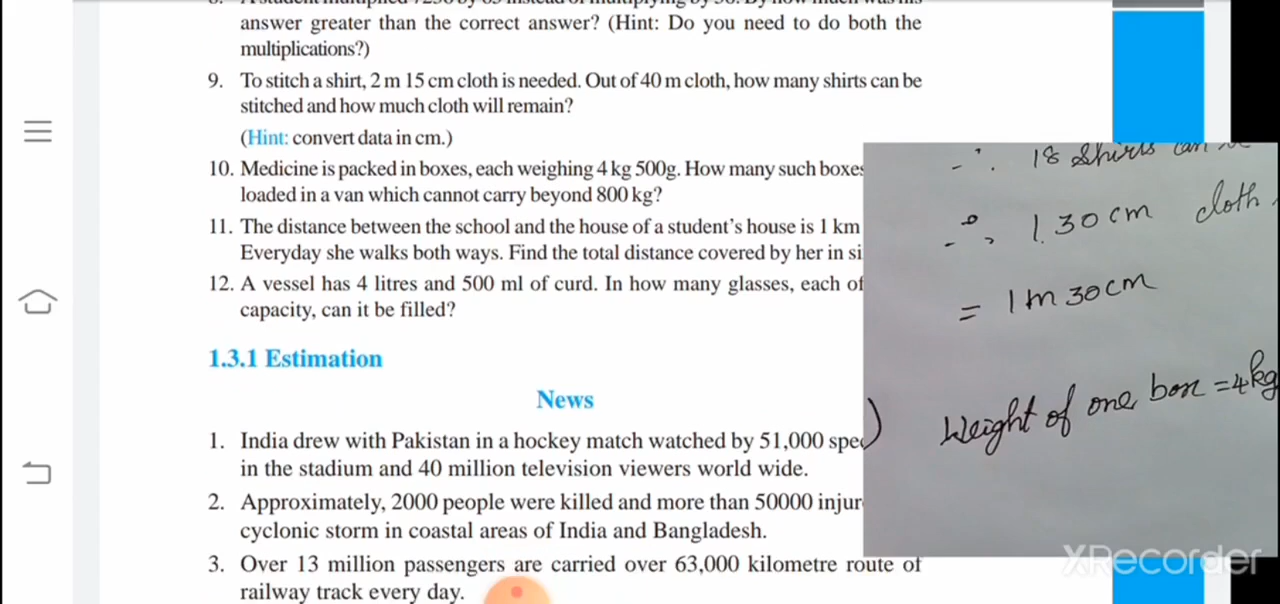 answer greater than the correct answer? (Hint: Do you need to do both the
multiplications?)
9. To stitch a shirt, 2 m 15 cm cloth is needed. Out of 40 m cloth, how many shirts can be
stitched and how much cloth will remain?
(Hint: convert data in cm.)
10. Medicine is packed in boxes, each weighing 4 kg 500g. How many such boxes
loaded in a van which cannot carry beyond 800 kg?
11. The distance between the school and the house of a student's house is 1 km
Everyday she walks both ways. Find the total distance covered by her in si
12. A vessel has 4 litres and 500 ml of curd. In how many glasses, each of
capacity, can it be filled?
1.3.1 Estimation
News
1. India drew with Pakistan in a hockey match watched by 51,000 spec
in the stadium and 40 million television viewers world wide.
2. Approximately, 2000 people were killed and more than 50000 injur
cyclonic storm in coastal areas of India and Bangladesh.
3. Over 13 million passengers are carried over 63,000 kilometre route of
railway track every day.
∴ 18 Shirts can
∴ 1.30 cm cloth
= 1m 30cm
) Weight of one box = 4kg
XRecorder